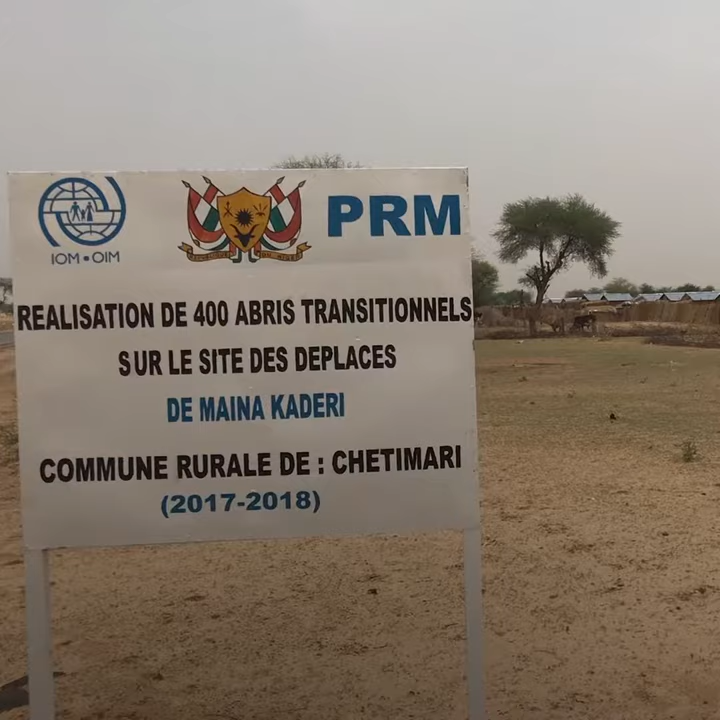 IOM • OIM
PRM
REALISATION DE 400 ABRIS TRANSITIONNELS
SUR LE SITE DES DEPLACES
DE MAINA KADERI
COMMUNE RURALE DE : CHETIMARI
(2017-2018)